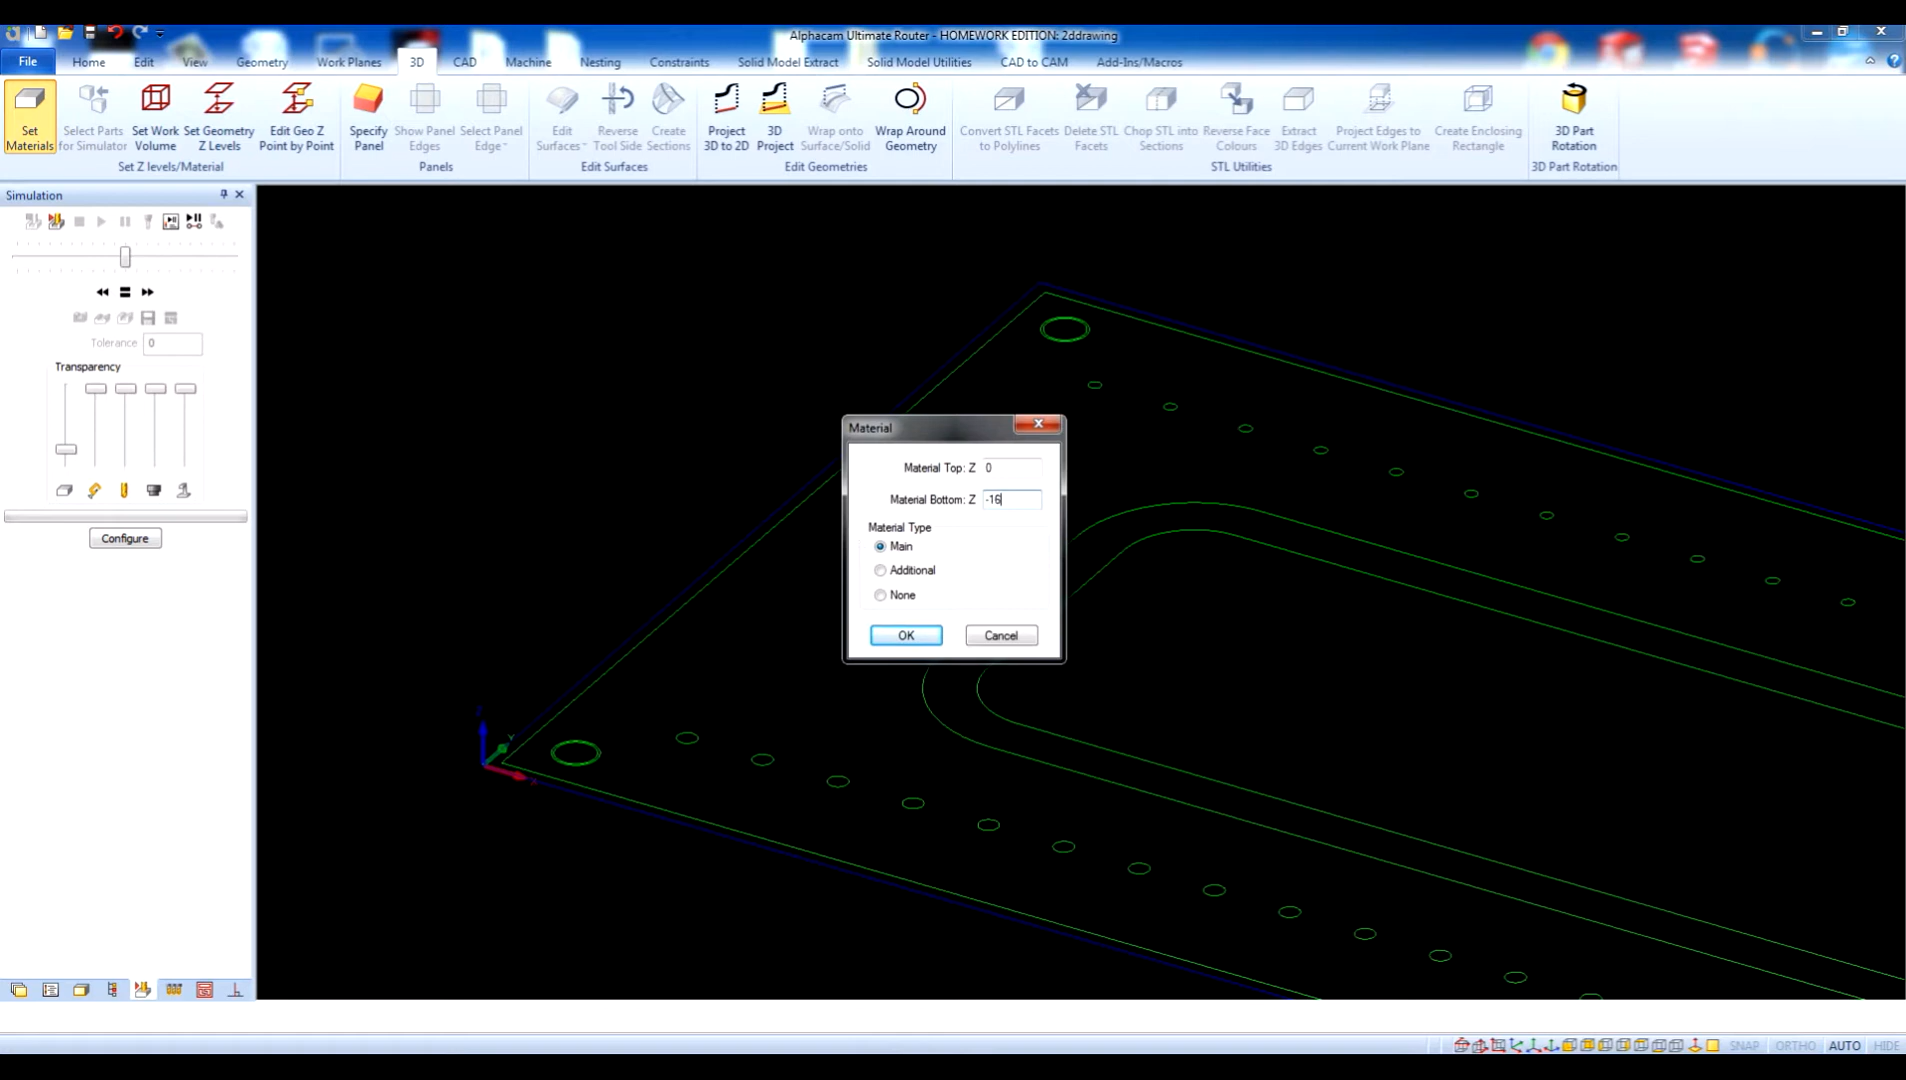 Alphacam Ultimate Router - HOMEWORK EDITION: 2ddrawing
File Home Edit View Geometry Work Planes 3D CAD Machine Nesting Constraints Solid Model Extract Solid Model Utilities CAD to CAM Add-Ins/Macros
Set Materials
Select Parts for Simulator
Set Work Volume
Set Geometry Z Levels
Edit Geo Z Point by Point
Specify Panel
Show Panel Edges
Select Panel Edge
Edit Surfaces
Reverse Tool Side
Create Sections
Project 3D to 2D
3D Project
Wrap onto Surface/Solid
Wrap Around Geometry
Convert STL Facets to Polylines
Delete STL Facets
Chop STL into Sections
Reverse Face Colours
Extract 3D Edges
Project Edges to Current Work Plane
Create Enclosing Rectangle
3D Part Rotation
Set Z levels/Material
Panels
Edit Surfaces
Edit Geometries
STL Utilities
3D Part Rotation
Simulation
Tolerance 0
Transparency
Configure
Material
Material Top: Z 0
Material Bottom: Z -16
Material Type
Main
Additional
None
OK Cancel
Z
Y
X
SNAP ORTHO AUTO HIDE